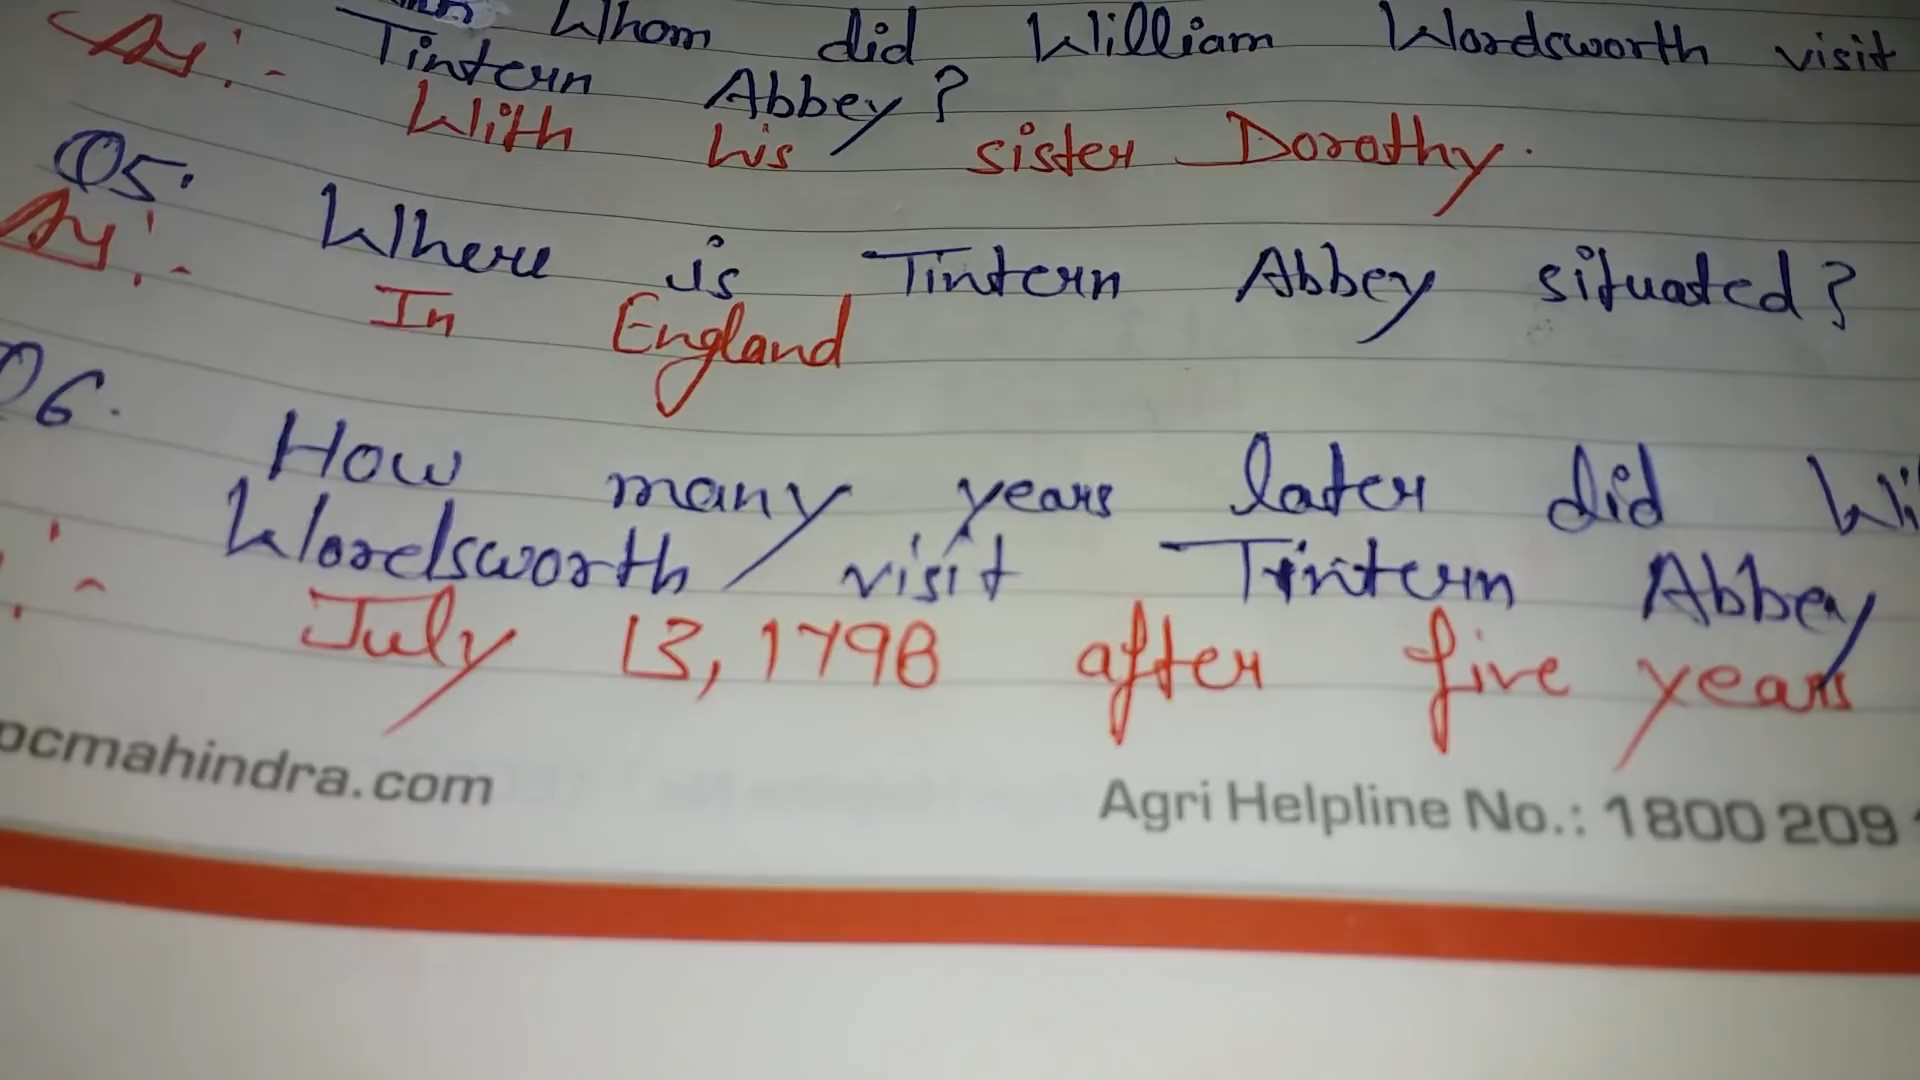 Whom did William Wordsworth visit
Ans:- Tintern Abbey?
With his sister Dorothy.
Q5. Where is Tintern Abbey situated?
Ans:- In England
Q6. How many years later did Wi
Wordsworth visit Tintern Abbey
:- July 13, 1798 after five years
pcmahindra.com Agri Helpline No.: 1800 209